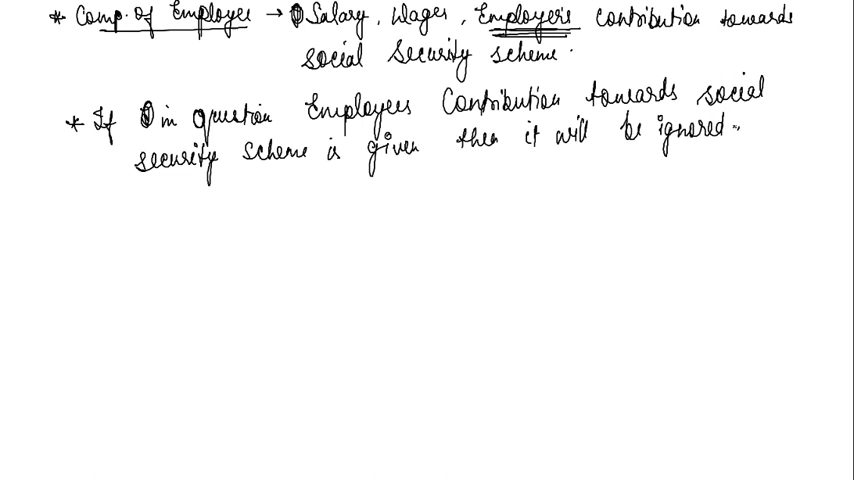 * Comp. of Employee → Salary, Wages, Employer's contribution towards
social security scheme.
* If in question Employees Contribution towards social
security scheme is given then it will be ignored.